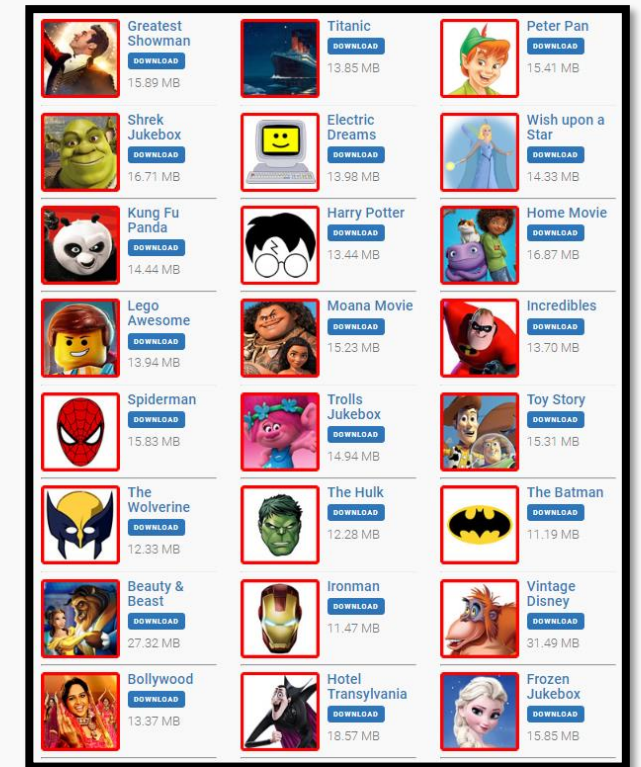 Greatest
Showman
DOWNLOAD
15.89 MB
Titanic
DOWNLOAD
13.85 MB
Peter Pan
DOWNLOAD
15.41 MB
Shrek
Jukebox
DOWNLOAD
16.71 MB
Electric
Dreams
DOWNLOAD
13.98 MB
Wish upon a
Star
DOWNLOAD
14.33 MB
Kung Fu
Panda
DOWNLOAD
14.44 MB
Harry Potter
DOWNLOAD
13.44 MB
Home Movie
DOWNLOAD
16.87 MB
Lego
Awesome
DOWNLOAD
13.94 MB
Moana Movie
DOWNLOAD
15.23 MB
Incredibles
DOWNLOAD
13.70 MB
Spiderman
DOWNLOAD
15.83 MB
Trolls
Jukebox
DOWNLOAD
14.94 MB
Toy Story
DOWNLOAD
15.31 MB
The
Wolverine
DOWNLOAD
12.33 MB
The Hulk
DOWNLOAD
12.28 MB
The Batman
DOWNLOAD
11.19 MB
Beauty &
Beast
DOWNLOAD
27.32 MB
Ironman
DOWNLOAD
11.47 MB
Vintage
Disney
DOWNLOAD
31.49 MB
Bollywood
DOWNLOAD
13.37 MB
Hotel
Transylvania
DOWNLOAD
18.57 MB
Frozen
Jukebox
DOWNLOAD
15.85 MB